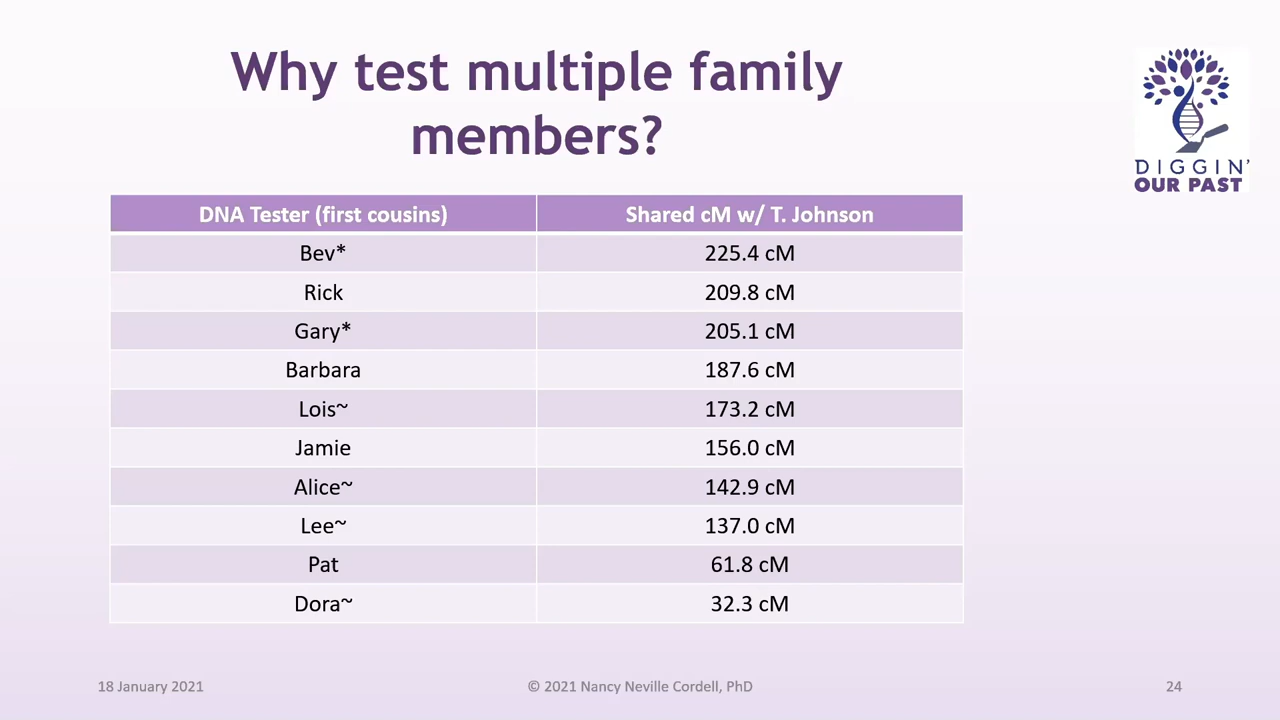 Why test multiple family
members?
DIGGIN'
OUR PAST
DNA Tester (first cousins) Shared cM w/ T. Johnson
Bev* 225.4 cM
Rick 209.8 cM
Gary* 205.1 cM
Barbara 187.6 cM
Lois~ 173.2 cM
Jamie 156.0 cM
Alice~ 142.9 cM
Lee~ 137.0 cM
Pat 61.8 cM
Dora~ 32.3 cM
18 January 2021 © 2021 Nancy Neville Cordell, PhD 24